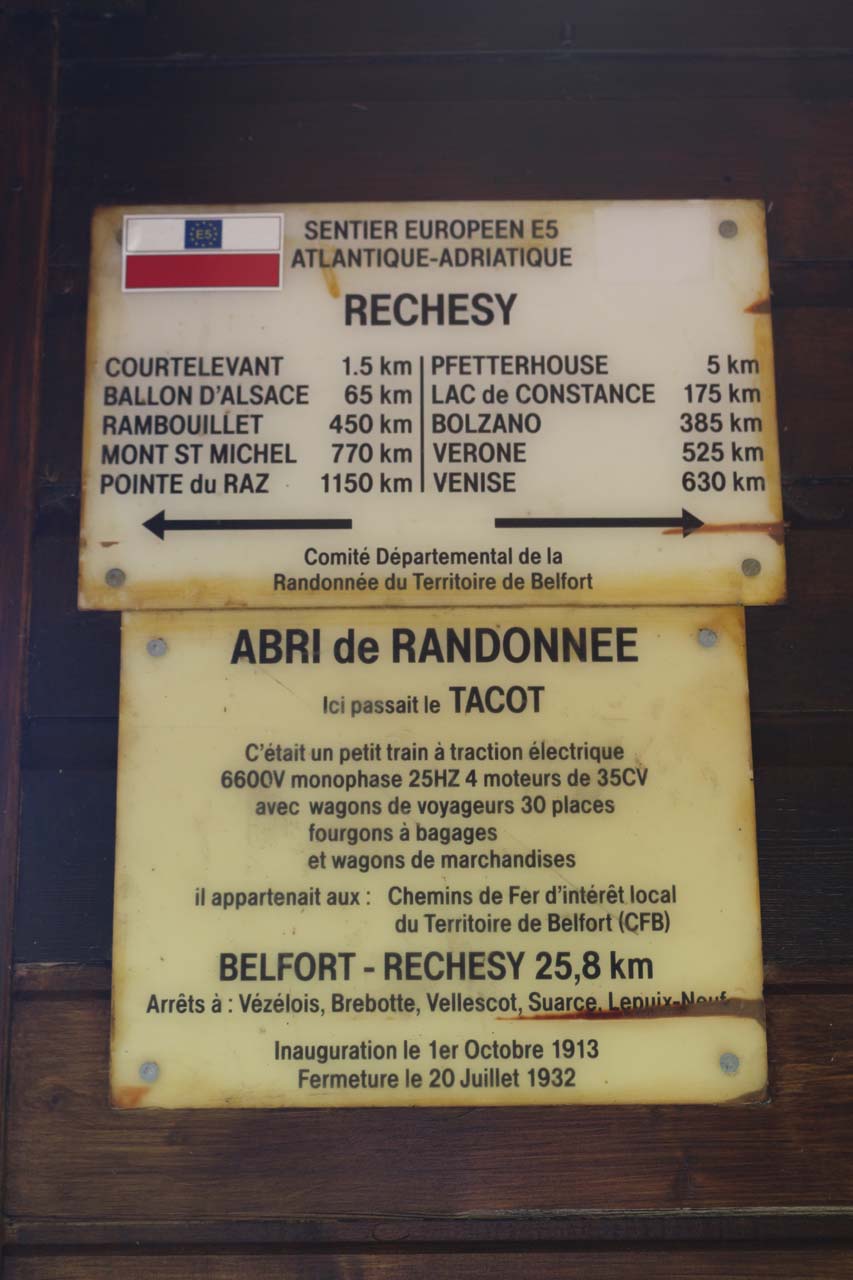 E5
SENTIER EUROPEEN E5
ATLANTIQUE-ADRIATIQUE
RECHESY
COURTELEVANT 1.5 km
BALLON D'ALSACE 65 km
RAMBOUILLET 450 km
MONT ST MICHEL 770 km
POINTE du RAZ 1150 km
PFETTERHOUSE 5 km
LAC de CONSTANCE 175 km
BOLZANO 385 km
VERONE 525 km
VENISE 630 km
Comité Départemental de la
Randonnée du Territoire de Belfort
ABRI de RANDONNEE
Ici passait le TACOT
C'était un petit train à traction électrique
6600V monophase 25HZ 4 moteurs de 35CV
avec wagons de voyageurs 30 places
fourgons à bagages
et wagons de marchandises
il appartenait aux : Chemins de Fer d'intérêt local
du Territoire de Belfort (CFB)
BELFORT - RECHESY 25,8 km
Arrêts à : Vézélois, Brebotte, Vellescot, Suarce, Lepuix-Neuf
Inauguration le 1er Octobre 1913
Fermeture le 20 Juillet 1932